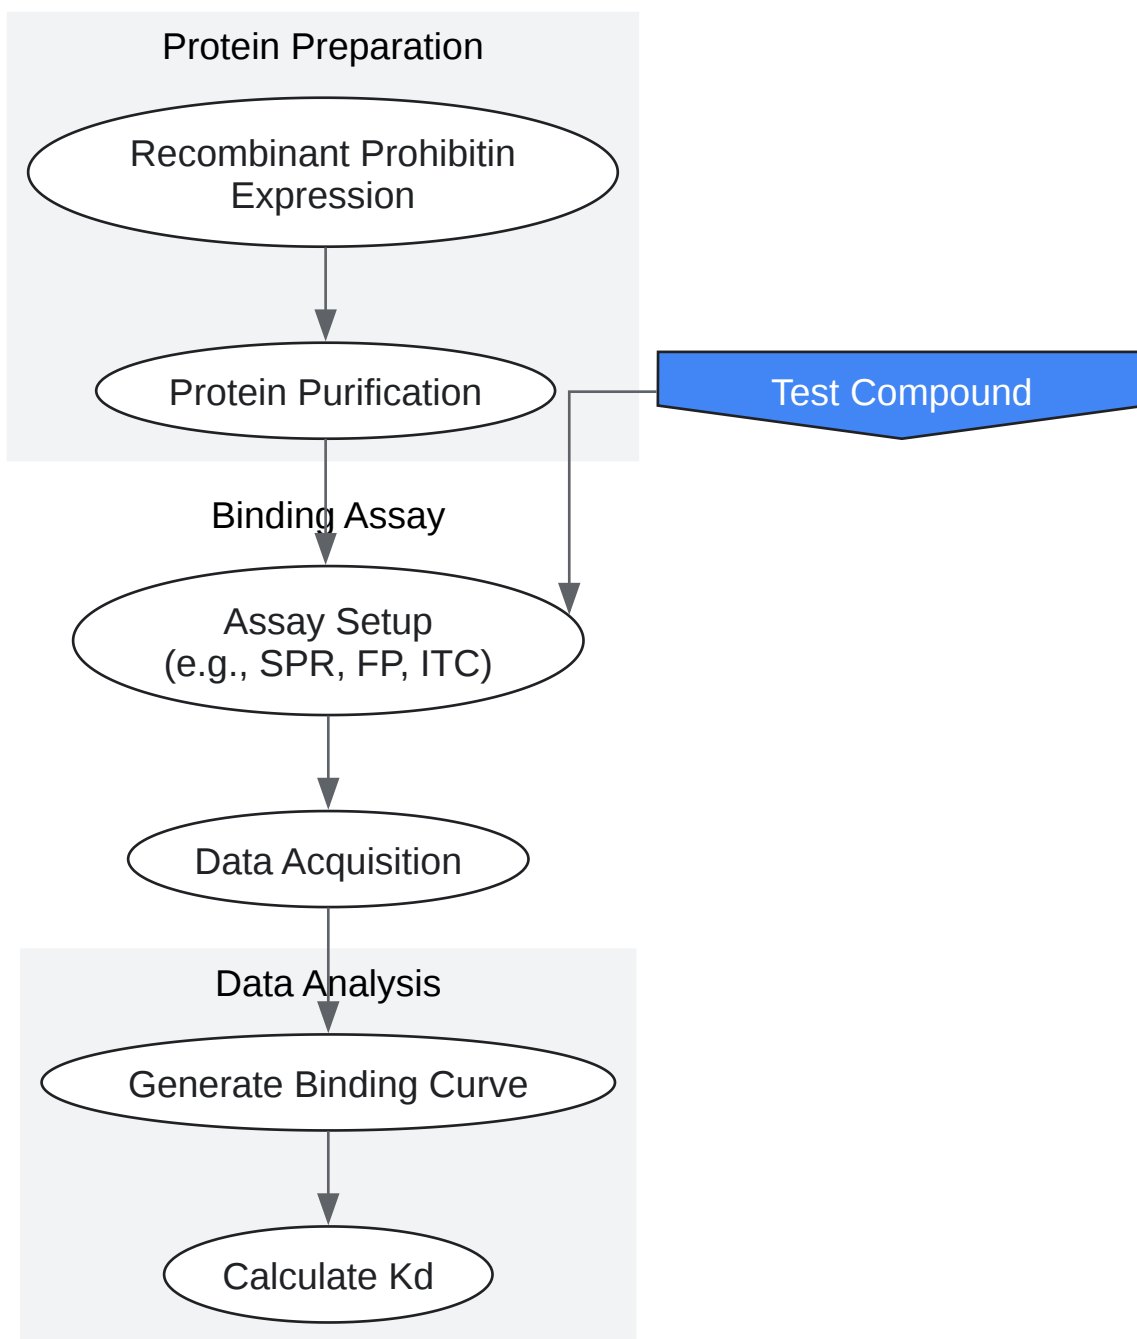 Protein Preparation
Recombinant Prohibitin
Expression
Protein Purification
Test Compound
Binding Assay
Assay Setup
(e.g., SPR, FP, ITC)
Data Acquisition
Data Analysis
Generate Binding Curve
Calculate Kd